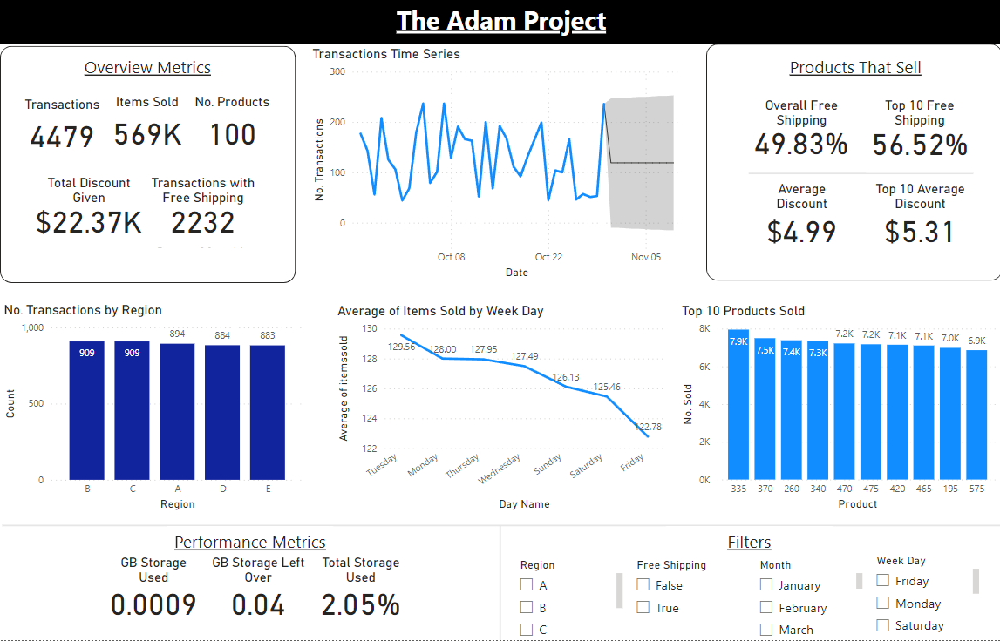 The Adam Project
Overview Metrics
Transactions
4479
Items Sold
569K
No. Products
100
Total Discount
Given
$22.37K
Transactions with
Free Shipping
2232
Transactions Time Series
No. Transactions
300
200
100
0
Oct 08
Oct 22
Nov 05
Date
Products That Sell
Overall Free
Shipping
49.83%
Top 10 Free
Shipping
56.52%
Average
Discount
$4.99
Top 10 Average
Discount
$5.31
No. Transactions by Region
Count
1,000
500
0
909
909
894
884
883
B
C
A
D
E
Region
Average of Items Sold by Week Day
Average of itemssold
130
128
126
124
122
129.56
128.00
127.95
127.49
126.13
125.46
122.78
Tuesday
Monday
Thursday
Wednesday
Sunday
Saturday
Friday
Day Name
Top 10 Products Sold
No. Sold
8K
6K
4K
2K
0K
7.9K
7.5K
7.4K
7.3K
7.2K
7.2K
7.1K
7.1K
7.0K
6.9K
335
370
260
340
470
475
420
465
195
575
Product
Performance Metrics
GB Storage
Used
0.0009
GB Storage Left
Over
0.04
Total Storage
Used
2.05%
Filters
Region
A
B
C
Free Shipping
False
True
Month
January
February
March
Week Day
Friday
Monday
Saturday